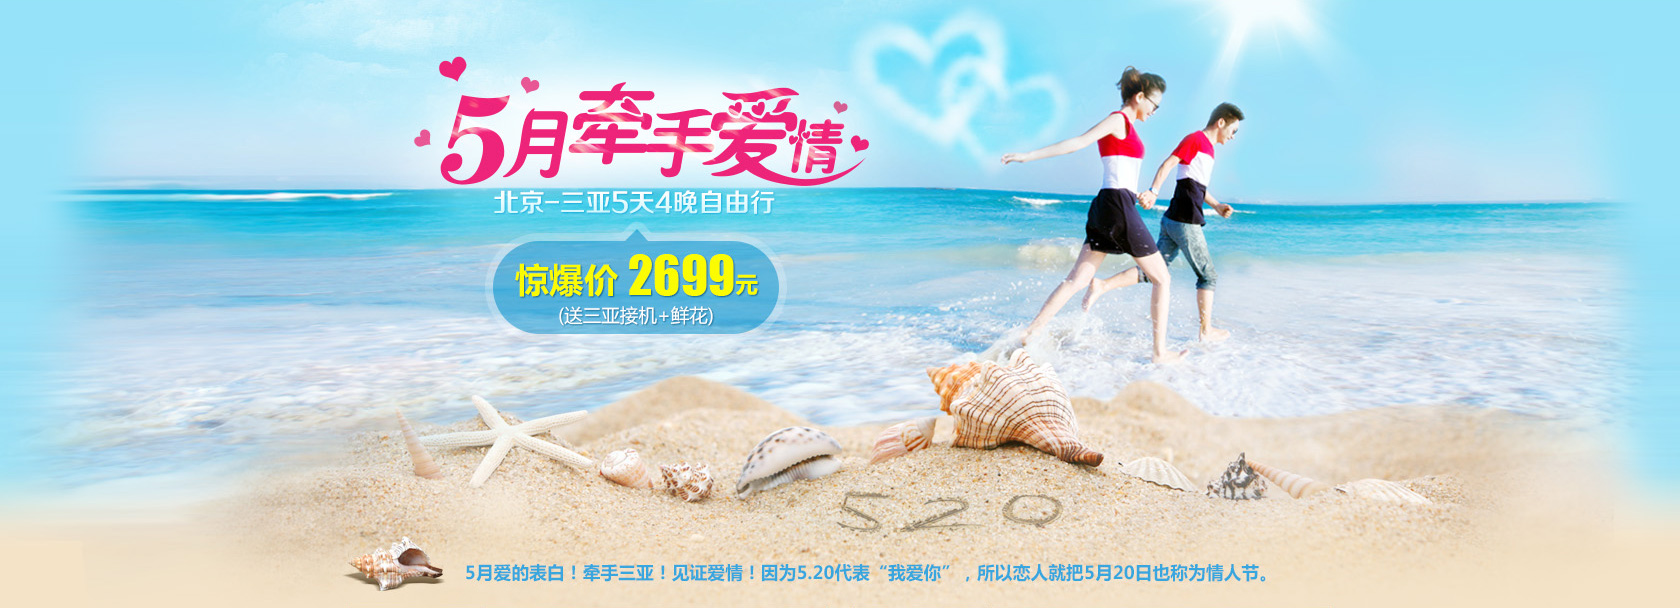 5月牵手爱情
北京-三亚5天4晚自由行
惊爆价 2699元
(送三亚接机+鲜花)
520
5月爱的表白！牵手三亚！见证爱情！因为5.20代表“我爱你”，所以恋人就把5月20日也称为情人节。